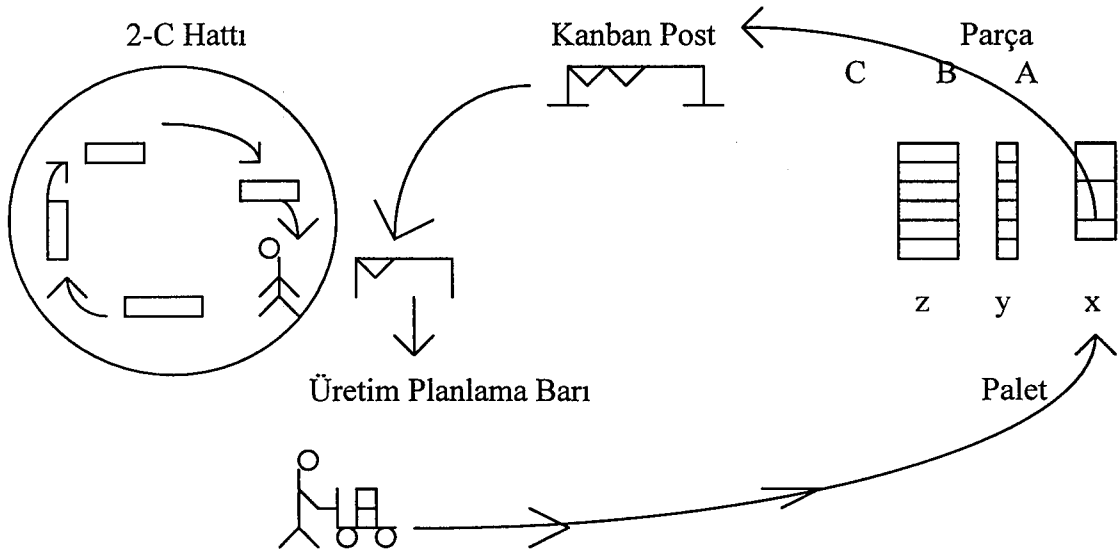 2-C Hattı
Kanban Post
Parça
C B A
z y x
Üretim Planlama Barı
Palet